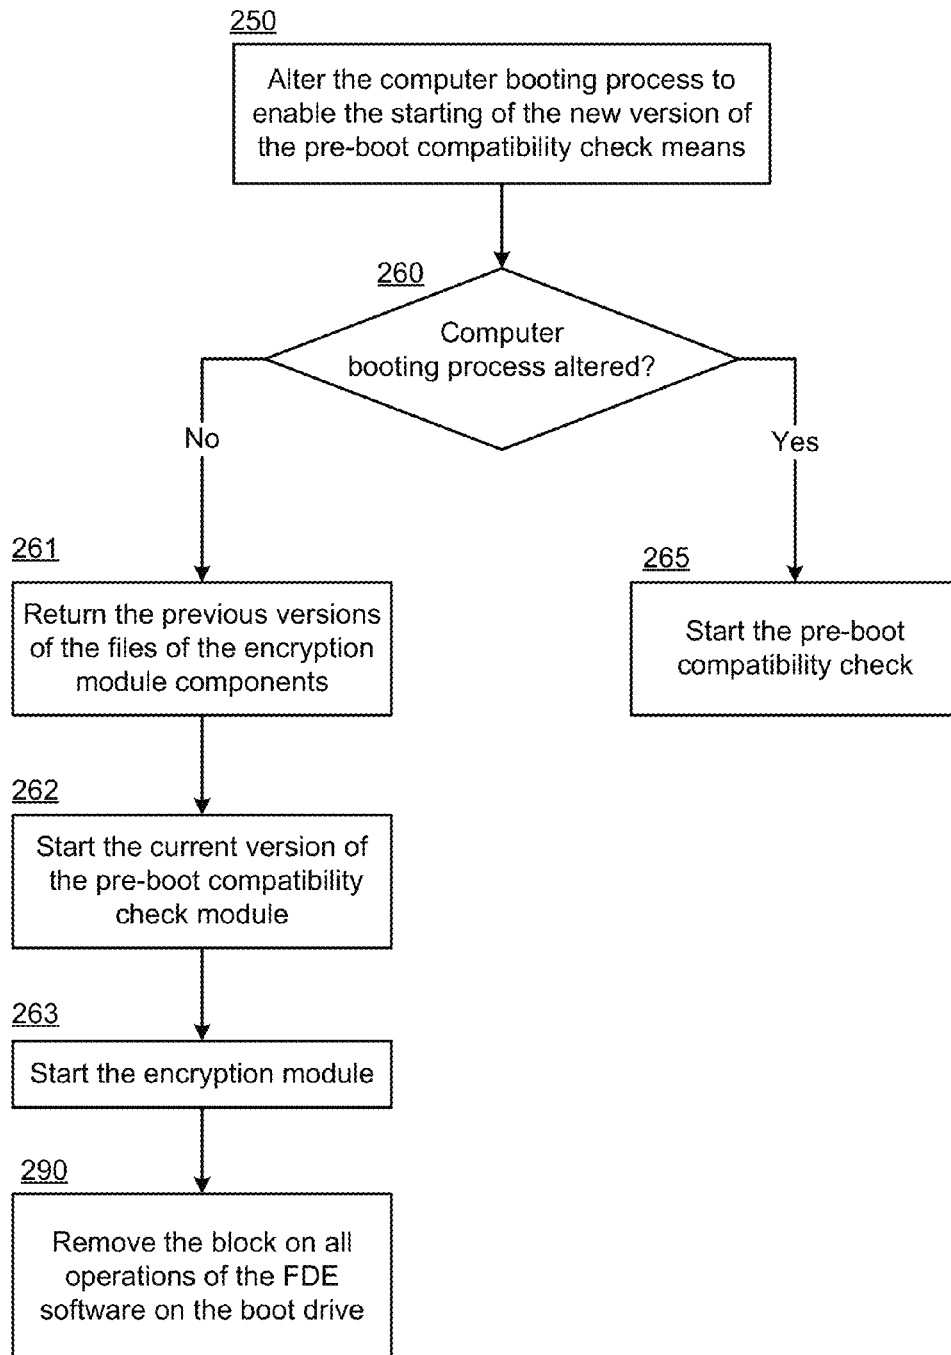 250
Alter the computer booting process to
enable the starting of the new version of
the pre-boot compatibility check means
260
Computer
booting process altered?
No
Yes
261
Return the previous versions
of the files of the encryption
module components
265
Start the pre-boot
compatibility check
262
Start the current version of
the pre-boot compatibility
check module
263
Start the encryption module
290
Remove the block on all
operations of the FDE
software on the boot drive